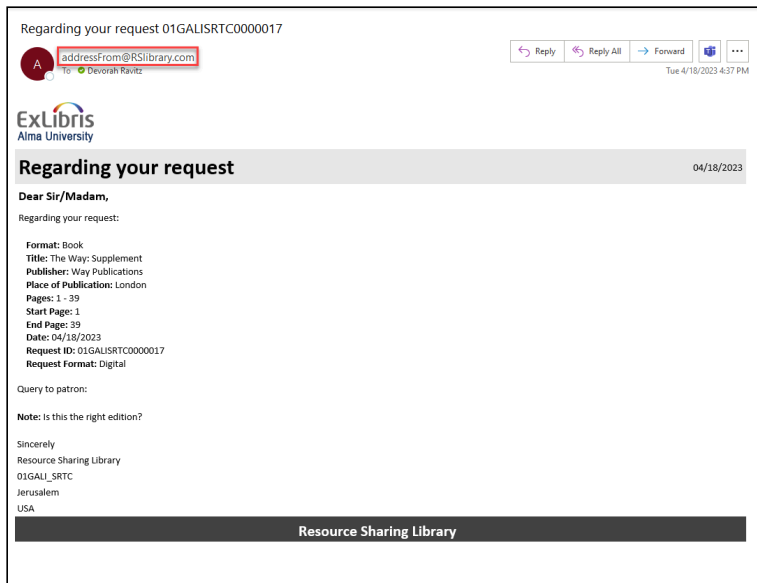 Regarding your request 01GALISRTC0000017
A
addressFrom@RSlibrary.com
To Devorah Ravitz
Reply
Reply All
Forward
Tue 4/18/2023 4:37 PM
ExLibris
Alma University
Regarding your request
04/18/2023
Dear Sir/Madam,
Regarding your request:
Format: Book
Title: The Way: Supplement
Publisher: Way Publications
Place of Publication: London
Pages: 1 - 39
Start Page: 1
End Page: 39
Date: 04/18/2023
Request ID: 01GALISRTC0000017
Request Format: Digital
Query to patron:
Note: Is this the right edition?
Sincerely
Resource Sharing Library
01GALI_SRTC
Jerusalem
USA
Resource Sharing Library